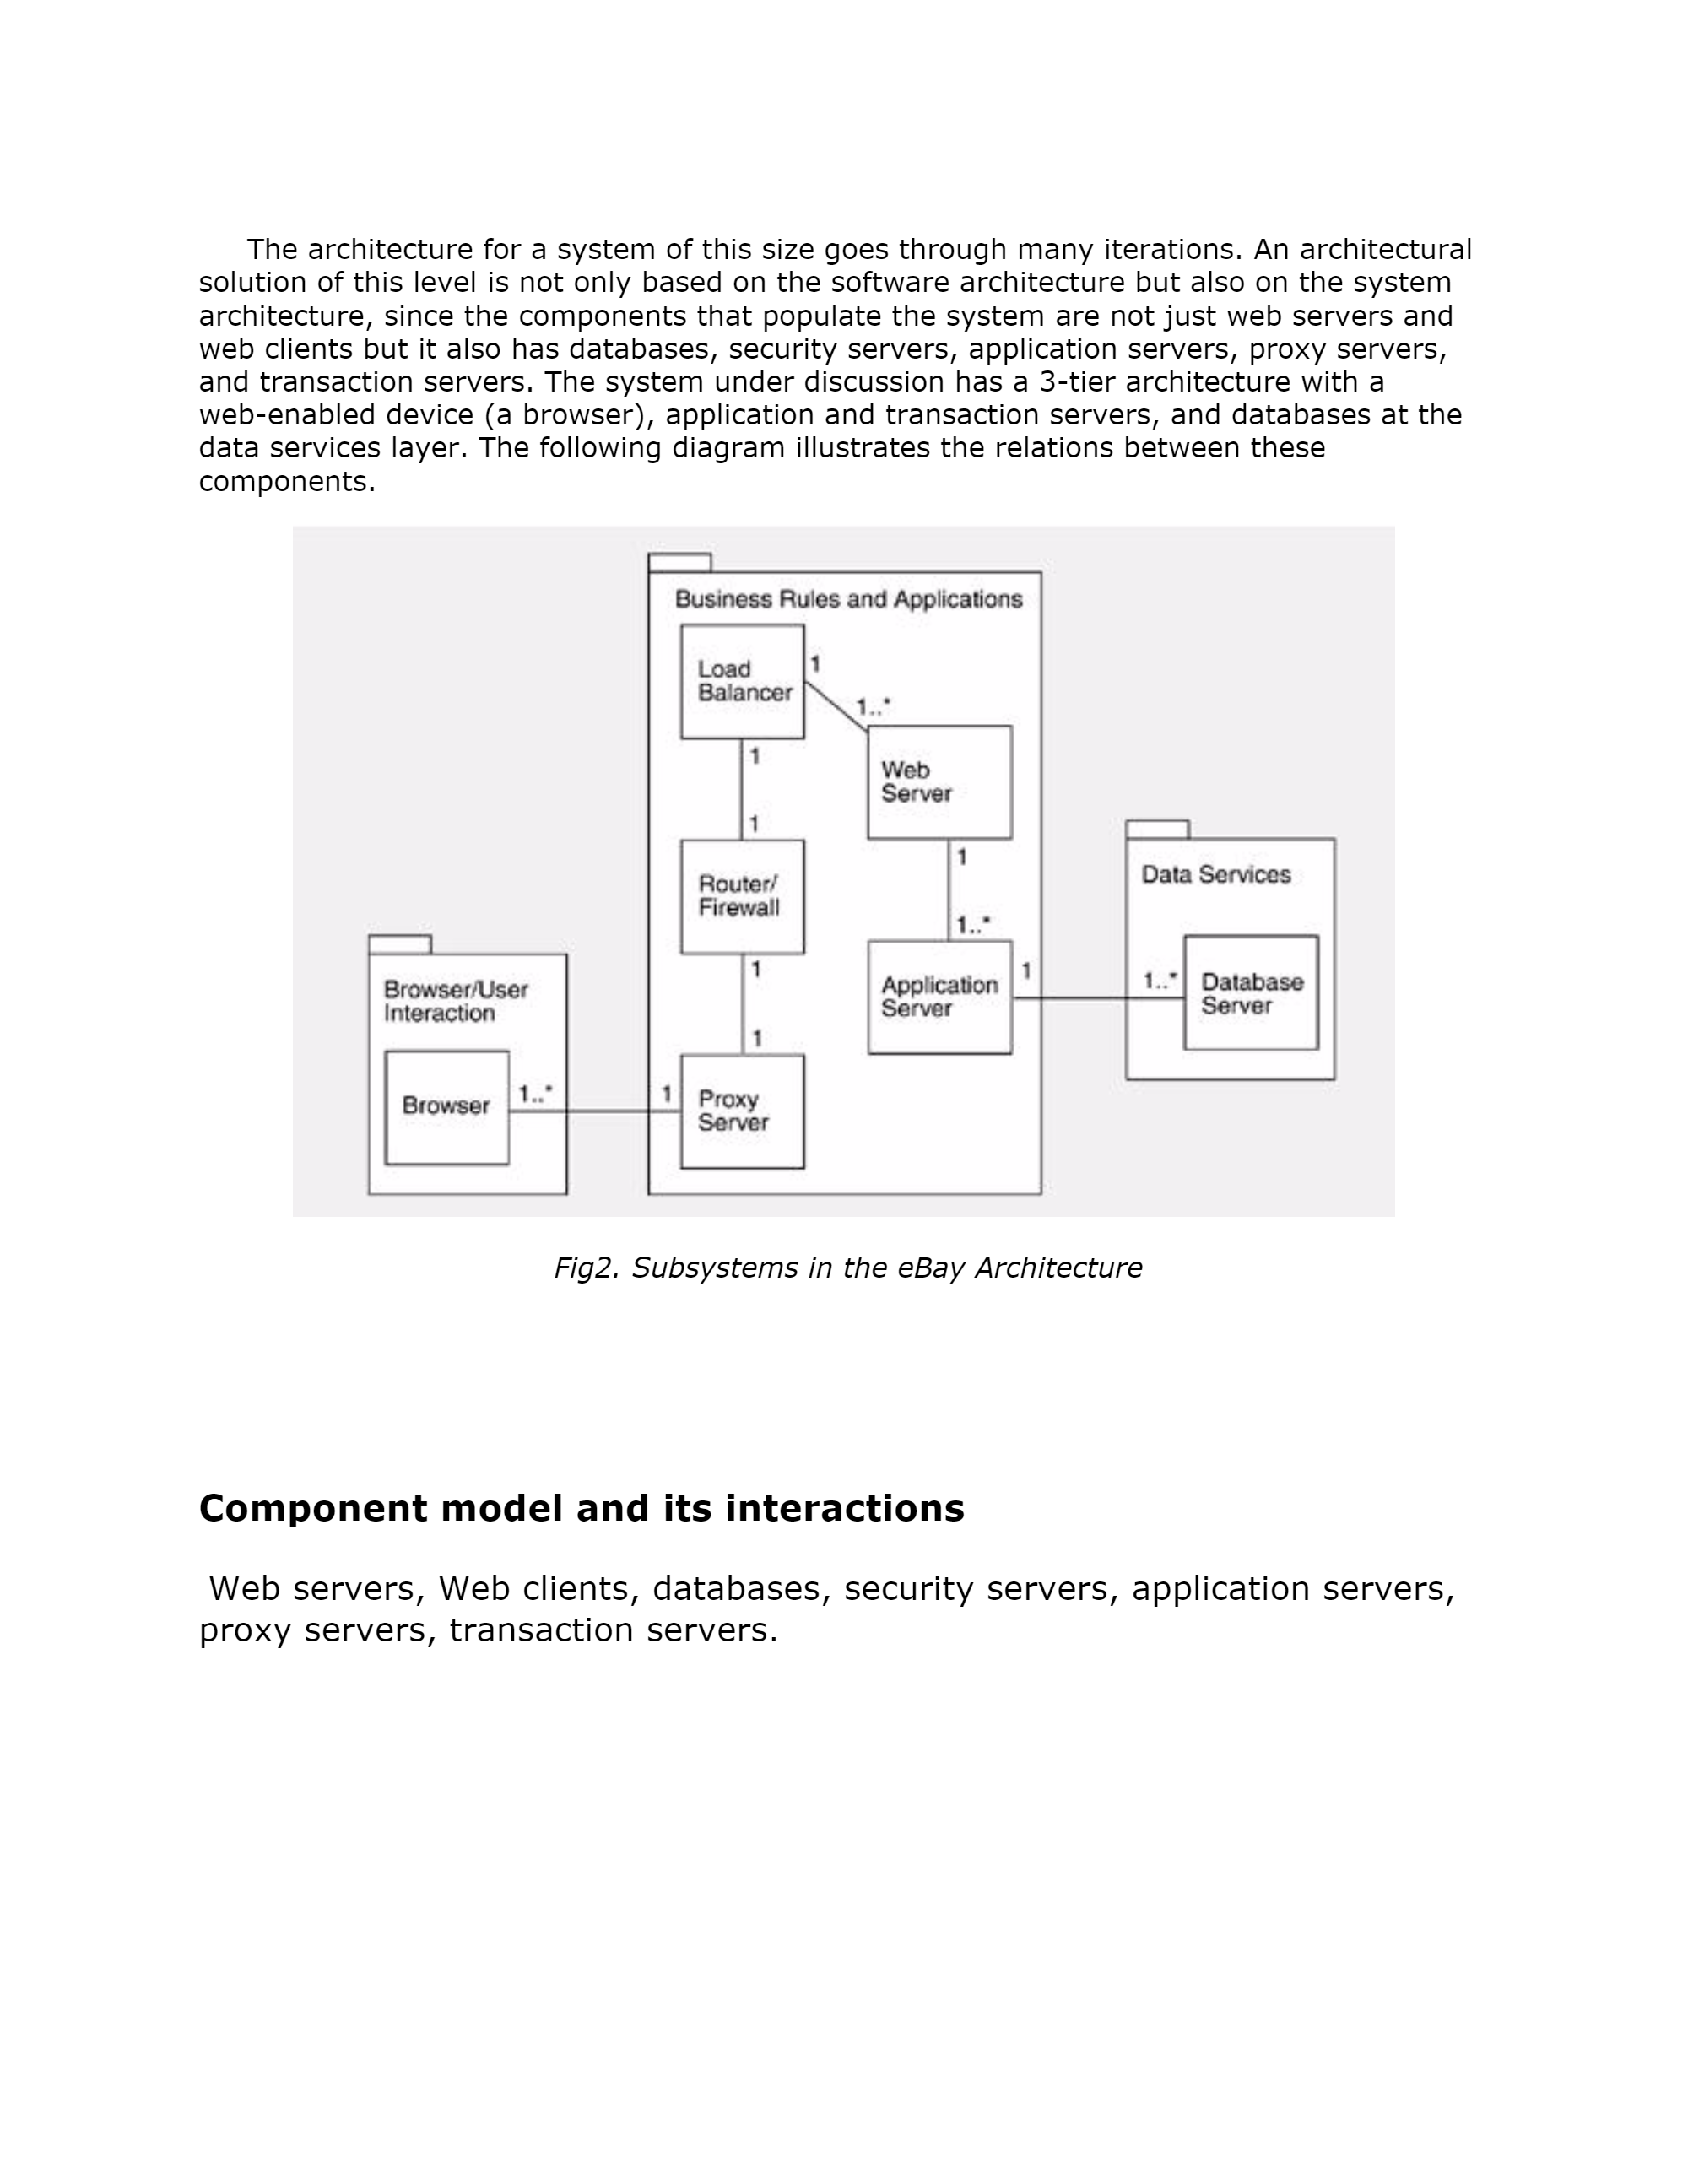 The architecture for a system of this size goes through many iterations. An architectural
solution of this level is not only based on the software architecture but also on the system
architecture, since the components that populate the system are not just web servers and
web clients but it also has databases, security servers, application servers, proxy servers,
and transaction servers. The system under discussion has a 3-tier architecture with a
web-enabled device (a browser), application and transaction servers, and databases at the
data services layer. The following diagram illustrates the relations between these
components.
Business Rules and Applications
Load
Balancer
1
1..*
Web
Server
1
1
Router/
Firewall
1
1..*
Application
Server
1
1
1
Proxy
Server
Browser/User
Interaction
Browser
1..*
1
Data Services
1..*
Database
Server
Fig2. Subsystems in the eBay Architecture
Component model and its interactions
Web servers, Web clients, databases, security servers, application servers,
proxy servers, transaction servers.